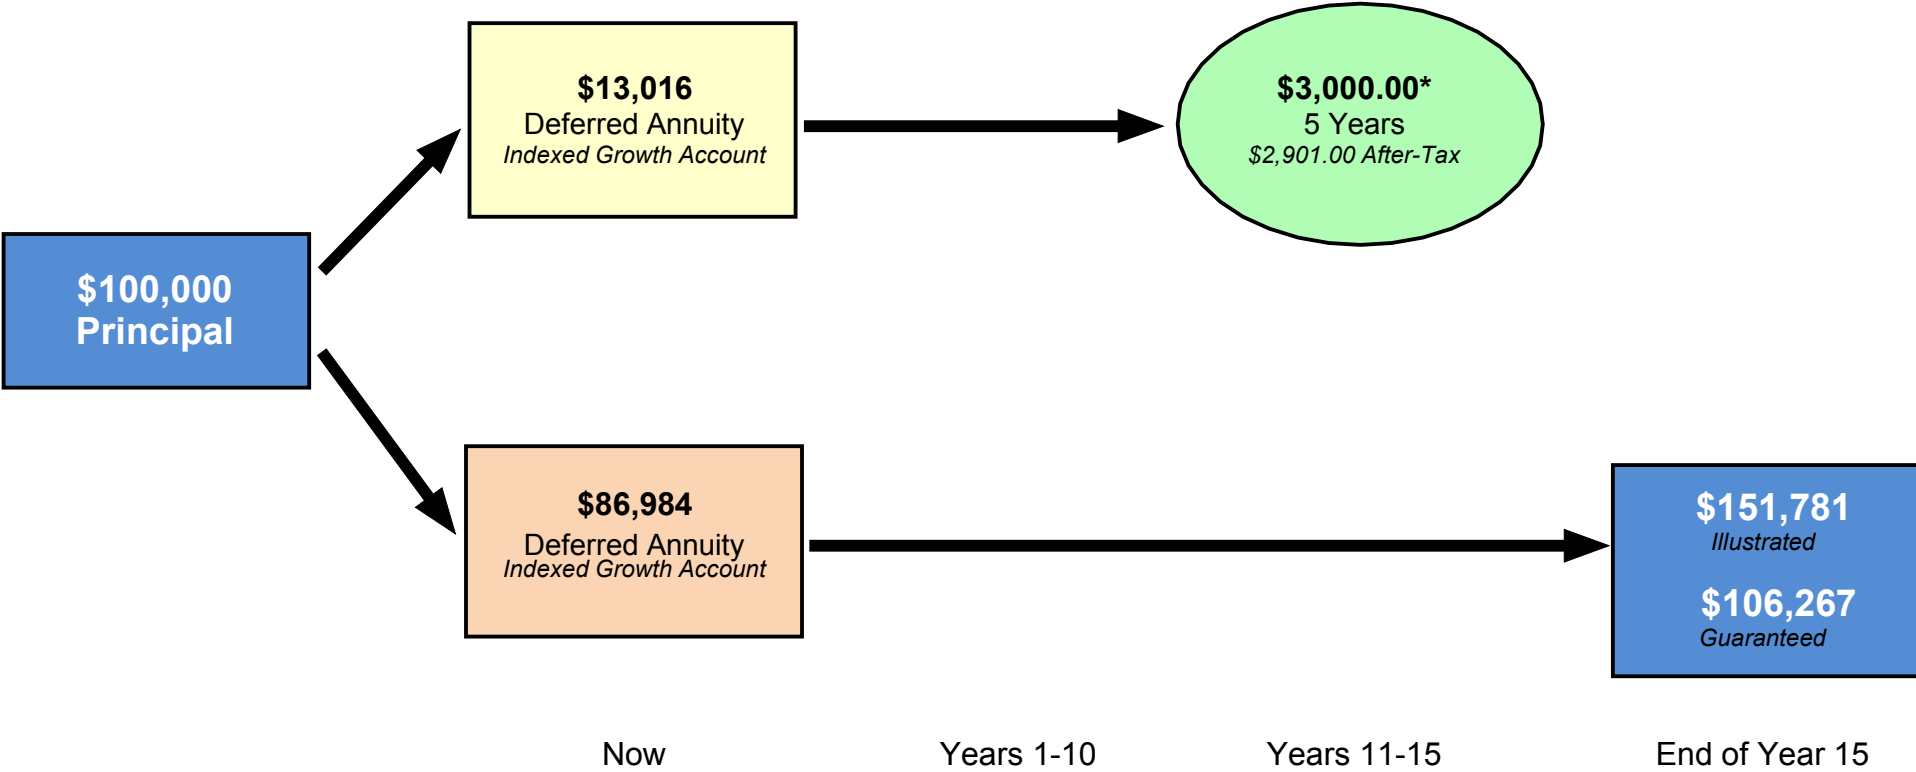 $13,016
Deferred Annuity
Indexed Growth Account
$3,000.00*
5 Years
$2,901.00 After-Tax
$100,000
Principal
$86,984
Deferred Annuity
Indexed Growth Account
$151,781
Illustrated
$106,267
Guaranteed
Now
Years 1-10
Years 11-15
End of Year 15